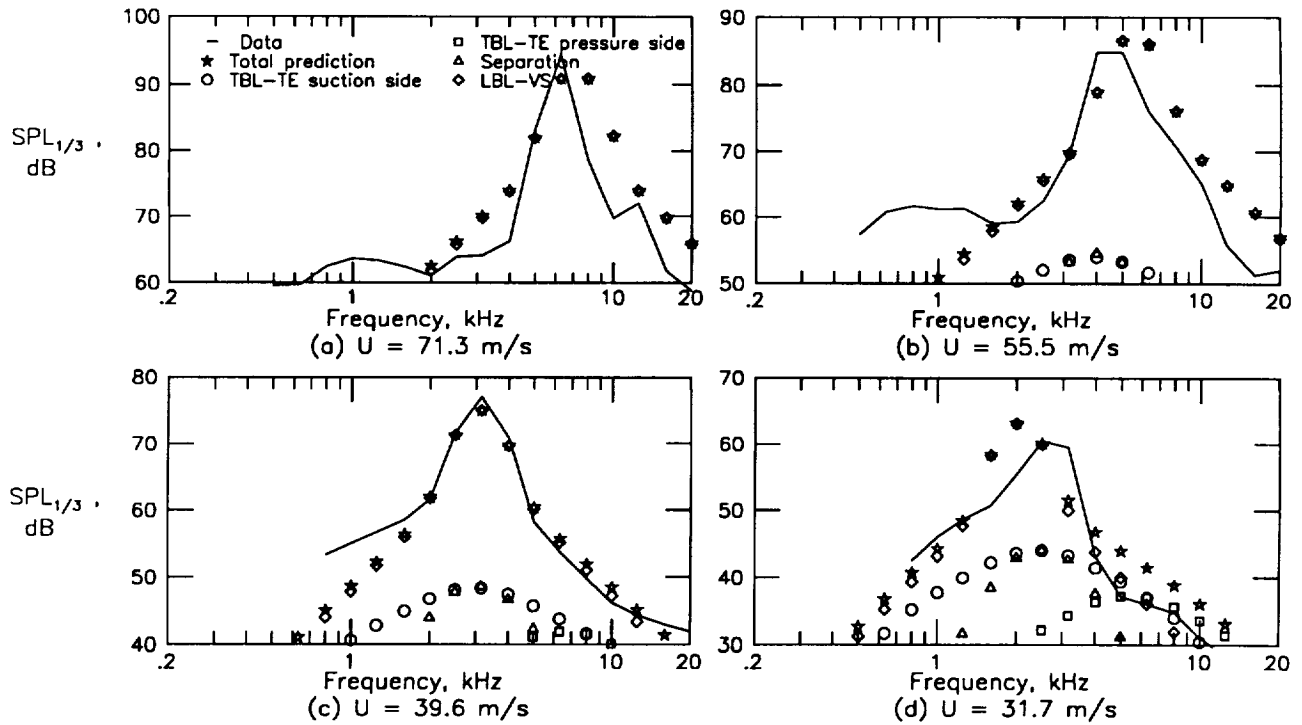 100
90
80
70
60
.2
1
10
20
SPL1/3 ,
dB
— Data
★ Total prediction
○ TBL-TE suction side
□ TBL-TE pressure side
△ Separation
◇ LBL-VS
Frequency, kHz
(a) U = 71.3 m/s
90
80
70
60
50
.2
1
10
20
Frequency, kHz
(b) U = 55.5 m/s
80
70
60
50
40
.2
1
10
20
SPL1/3 ,
dB
Frequency, kHz
(c) U = 39.6 m/s
70
60
50
40
30
.2
1
10
20
Frequency, kHz
(d) U = 31.7 m/s